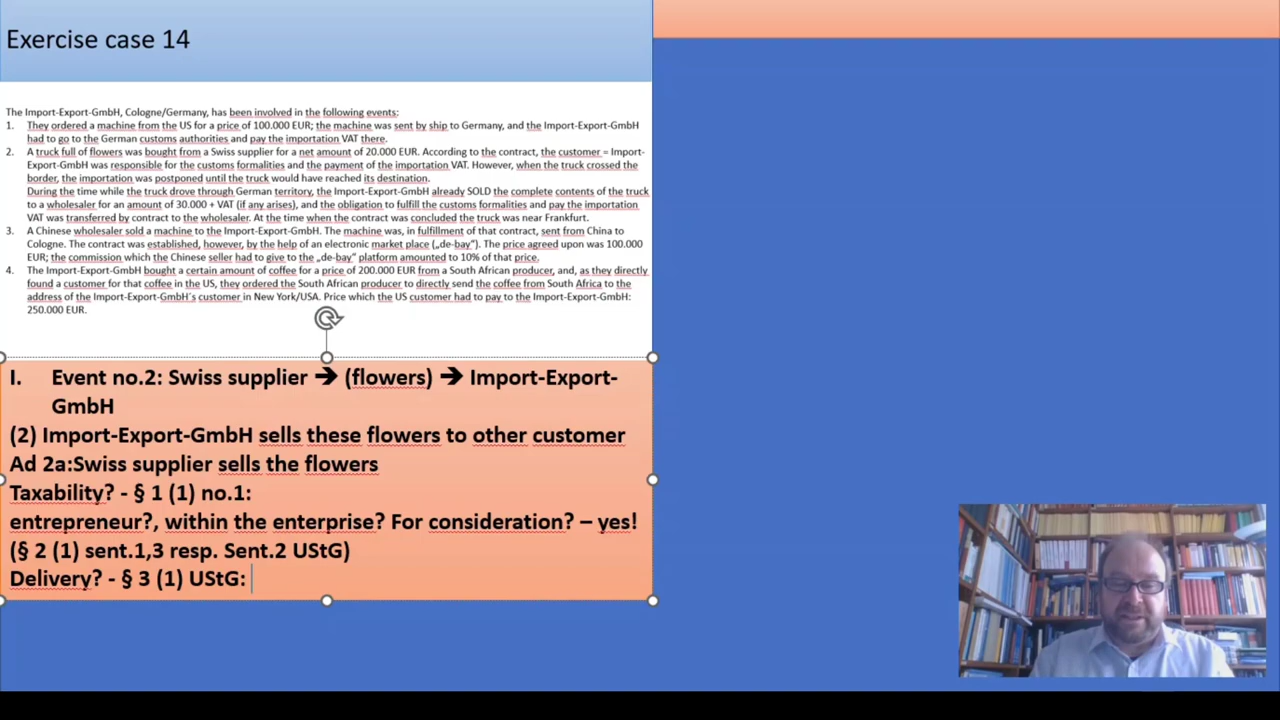 Exercise case 14
The Import-Export-GmbH, Cologne/Germany, has been involved in the following events:
1. They ordered a machine from the US for a price of 100.000 EUR; the machine was sent by ship to Germany, and the Import-Export-GmbH
had to go to the German customs authorities and pay the importation VAT there.
2. A truck full of flowers was bought from a Swiss supplier for a net amount of 20.000 EUR. According to the contract, the customer = Import-
Export-GmbH was responsible for the customs formalities and the payment of the importation VAT. However, when the truck crossed the
border, the importation was postponed until the truck would have reached its destination.
During the time while the truck drove through German territory, the Import-Export-GmbH already SOLD the complete contents of the truck
to a wholesaler for an amount of 30.000 + VAT (if any arises), and the obligation to fulfill the customs formalities and pay the importation
VAT was transferred by contract to the wholesaler. At the time when the contract was concluded the truck was near Frankfurt.
3. A Chinese wholesaler sold a machine to the Import-Export-GmbH. The machine was, in fulfillment of that contract, sent from China to
Cologne. The contract was established, however, by the help of an electronic market place („de-bay"). The price agreed upon was 100.000
EUR; the commission which the Chinese seller had to give to the „de-bay" platform amounted to 10% of that price.
4. The Import-Export-GmbH bought a certain amount of coffee for a price of 200.000 EUR from a South African producer, and, as they directly
found a customer for that coffee in the US, they ordered the South African producer to directly send the coffee from South Africa to the
address of the Import-Export-GmbH´s customer in New York/USA. Price which the US customer had to pay to the Import-Export-GmbH:
250.000 EUR.
I. Event no.2: Swiss supplier ➔ (flowers) ➔ Import-Export-
GmbH
(2) Import-Export-GmbH sells these flowers to other customer
Ad 2a:Swiss supplier sells the flowers
Taxability? - § 1 (1) no.1:
entrepreneur?, within the enterprise? For consideration? – yes!
(§ 2 (1) sent.1,3 resp. Sent.2 UStG)
Delivery? - § 3 (1) UStG: